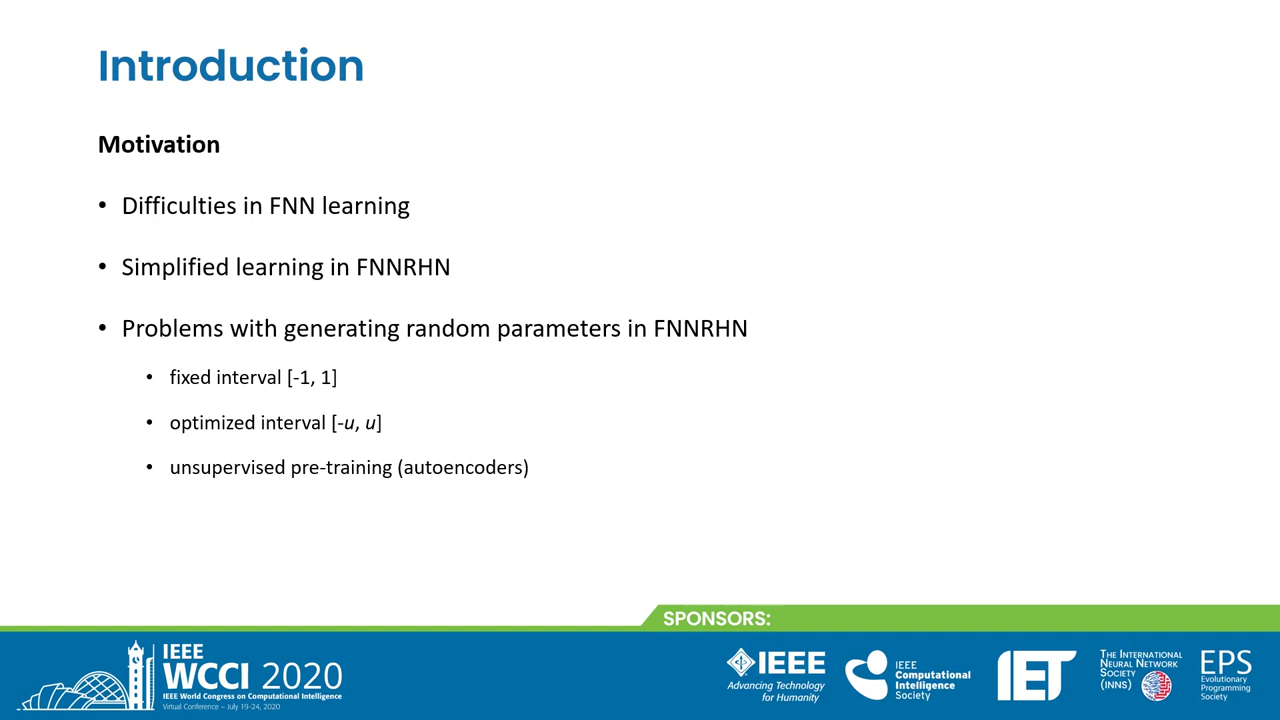 Introduction
Motivation
• Difficulties in FNN learning
• Simplified learning in FNNRHN
• Problems with generating random parameters in FNNRHN
• fixed interval [-1, 1]
• optimized interval [-u, u]
• unsupervised pre-training (autoencoders)
SPONSORS:
IEEE
WCCI 2020
IEEE World Congress on Computational Intelligence
Virtual Conference – July 19-24, 2020
IEEE
Advancing Technology
for Humanity
IEEE
Computational
Intelligence
Society
IET
The International
Neural Network
Society
(INNS)
EPS
Evolutionary
Programming
Society